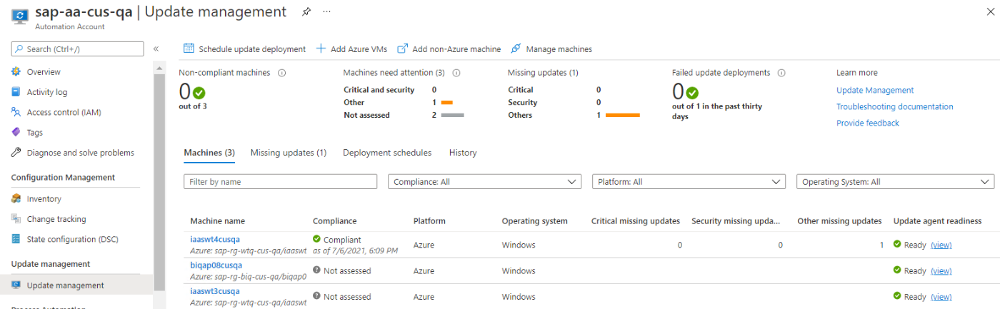 sap-aa-cus-qa | Update management
Automation Account
Search (Ctrl+/)
Overview
Activity log
Access control (IAM)
Tags
Diagnose and solve problems
Configuration Management
Inventory
Change tracking
State configuration (DSC)
Update management
Update management
Schedule update deployment Add Azure VMs Add non-Azure machine Manage machines
Non-compliant machines
0
out of 3
Machines need attention (3)
Critical and security 0
Other 1
Not assessed 2
Missing updates (1)
Critical 0
Security 0
Others 1
Failed update deployments
0
out of 1 in the past thirty
days
Learn more
Update Management
Troubleshooting documentation
Provide feedback
Machines (3) Missing updates (1) Deployment schedules History
Filter by name Compliance: All Platform: All Operating System: All
Machine name Compliance Platform Operating system Critical missing updates Security missing upda... Other missing updates Update agent readiness
iaaswt4cusqa Compliant
Azure: sap-rg-wtq-cus-qa/iaaswt as of 7/6/2021, 6:09 PM Azure Windows 0 0 1 Ready (view)
biqap08cusqa
Azure: sap-rg-biq-cus-qa/biqap0 Not assessed Azure Windows Ready (view)
iaaswt3cusqa
Azure: sap-rg-wtq-cus-qa/iaaswt Not assessed Azure Windows Ready (view)